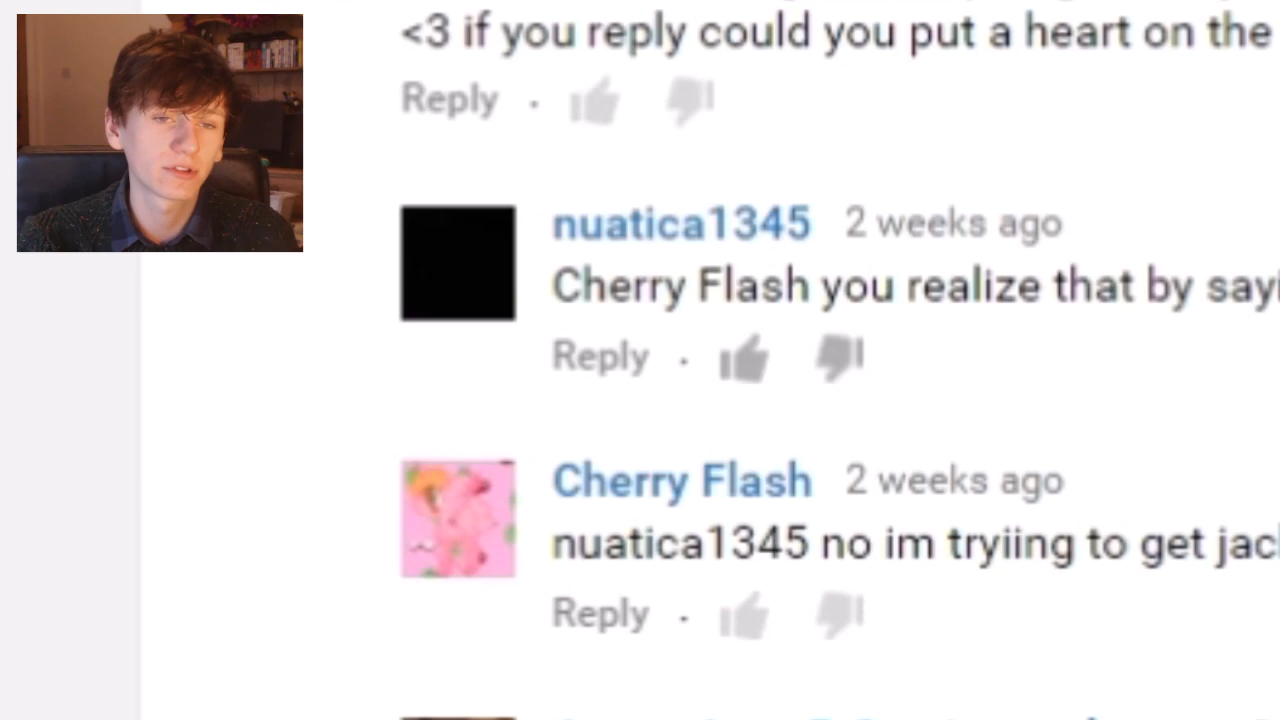 <3 if you reply could you put a heart on the
Reply ·
nuatica1345 2 weeks ago
Cherry Flash you realize that by sayi
Reply ·
Cherry Flash 2 weeks ago
nuatica1345 no im tryiing to get jac
Reply ·